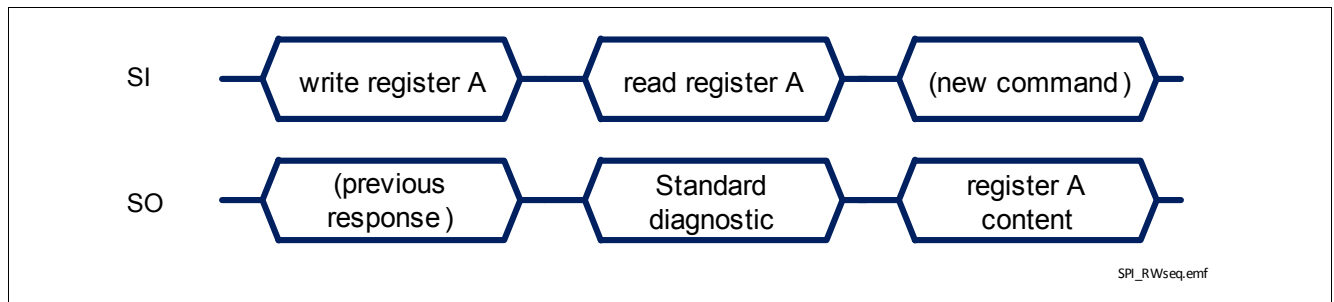 SI
write register A
read register A
(new command)
SO
(previous
response)
Standard
diagnostic
register A
content
SPI_RWseq.emf